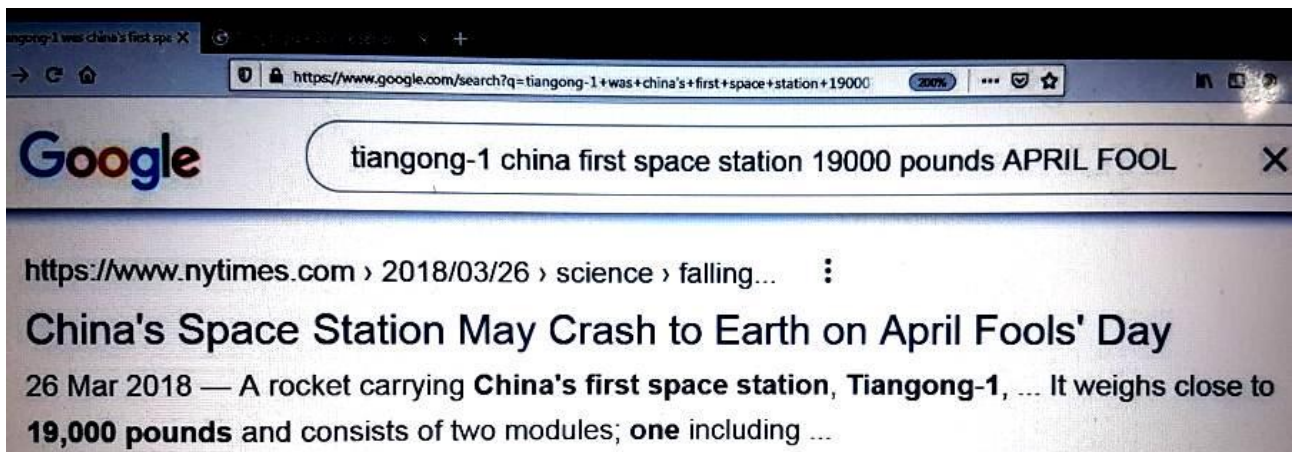 angong-1 was china's first spa X
https://www.google.com/search?q=tiangong-1+was+china's+first+space+station+19000 200% ...
Google tiangong-1 china first space station 19000 pounds APRIL FOOL X
https://www.nytimes.com › 2018/03/26 › science › falling...
China's Space Station May Crash to Earth on April Fools' Day
26 Mar 2018 — A rocket carrying China's first space station, Tiangong-1, ... It weighs close to
19,000 pounds and consists of two modules; one including ...